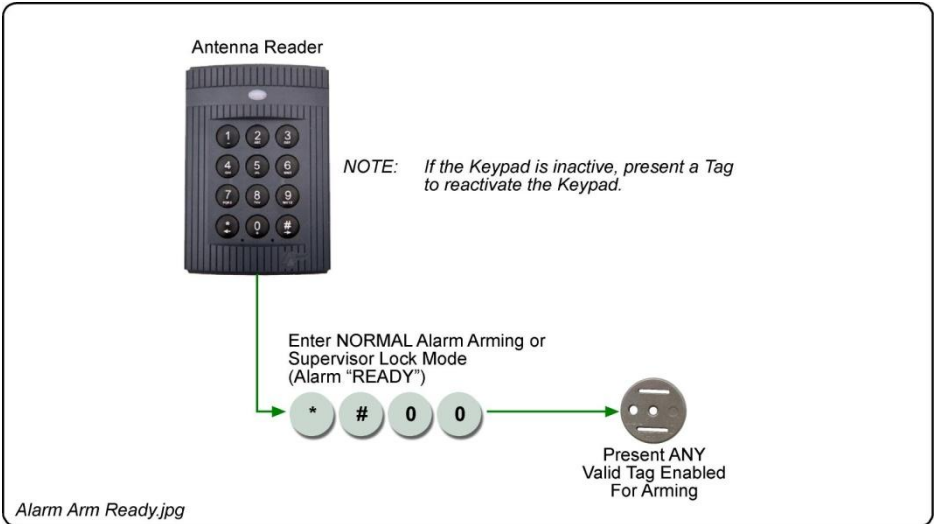 Antenna Reader
1
2
3
4
5
6
7
8
9
*
0
#
NOTE: If the Keypad is inactive, present a Tag
to reactivate the Keypad.
Enter NORMAL Alarm Arming or
Supervisor Lock Mode
(Alarm “READY”)
* # 0 0
Present ANY
Valid Tag Enabled
For Arming
Alarm Arm Ready.jpg